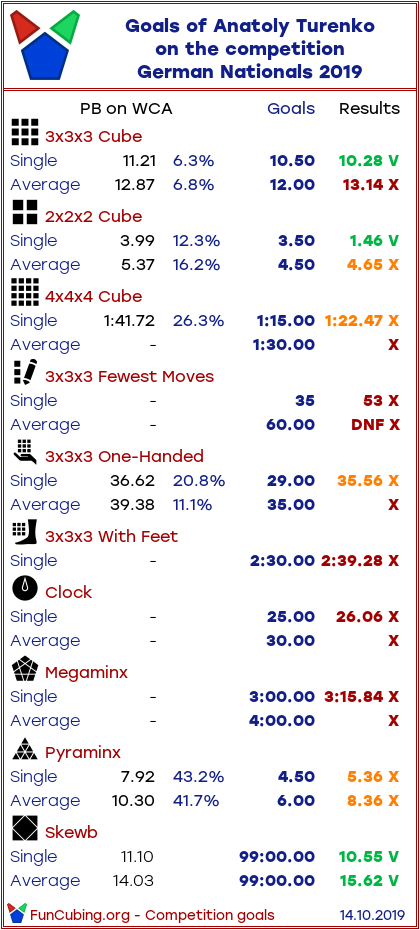 Goals of Anatoly Turenko
on the competition
German Nationals 2019
PB on WCA Goals Results
3x3x3 Cube
Single 11.21 6.3% 10.50 10.28 V
Average 12.87 6.8% 12.00 13.14 X
2x2x2 Cube
Single 3.99 12.3% 3.50 1.46 V
Average 5.37 16.2% 4.50 4.65 X
4x4x4 Cube
Single 1:41.72 26.3% 1:15.00 1:22.47 X
Average - 1:30.00 X
3x3x3 Fewest Moves
Single - 35 53 X
Average - 60.00 DNF X
3x3x3 One-Handed
Single 36.62 20.8% 29.00 35.56 X
Average 39.38 11.1% 35.00 X
3x3x3 With Feet
Single - 2:30.00 2:39.28 X
Clock
Single - 25.00 26.06 X
Average - 30.00 X
Megaminx
Single - 3:00.00 3:15.84 X
Average - 4:00.00 X
Pyraminx
Single 7.92 43.2% 4.50 5.36 X
Average 10.30 41.7% 6.00 8.36 X
Skewb
Single 11.10 99:00.00 10.55 V
Average 14.03 99:00.00 15.62 V
FunCubing.org - Competition goals 14.10.2019